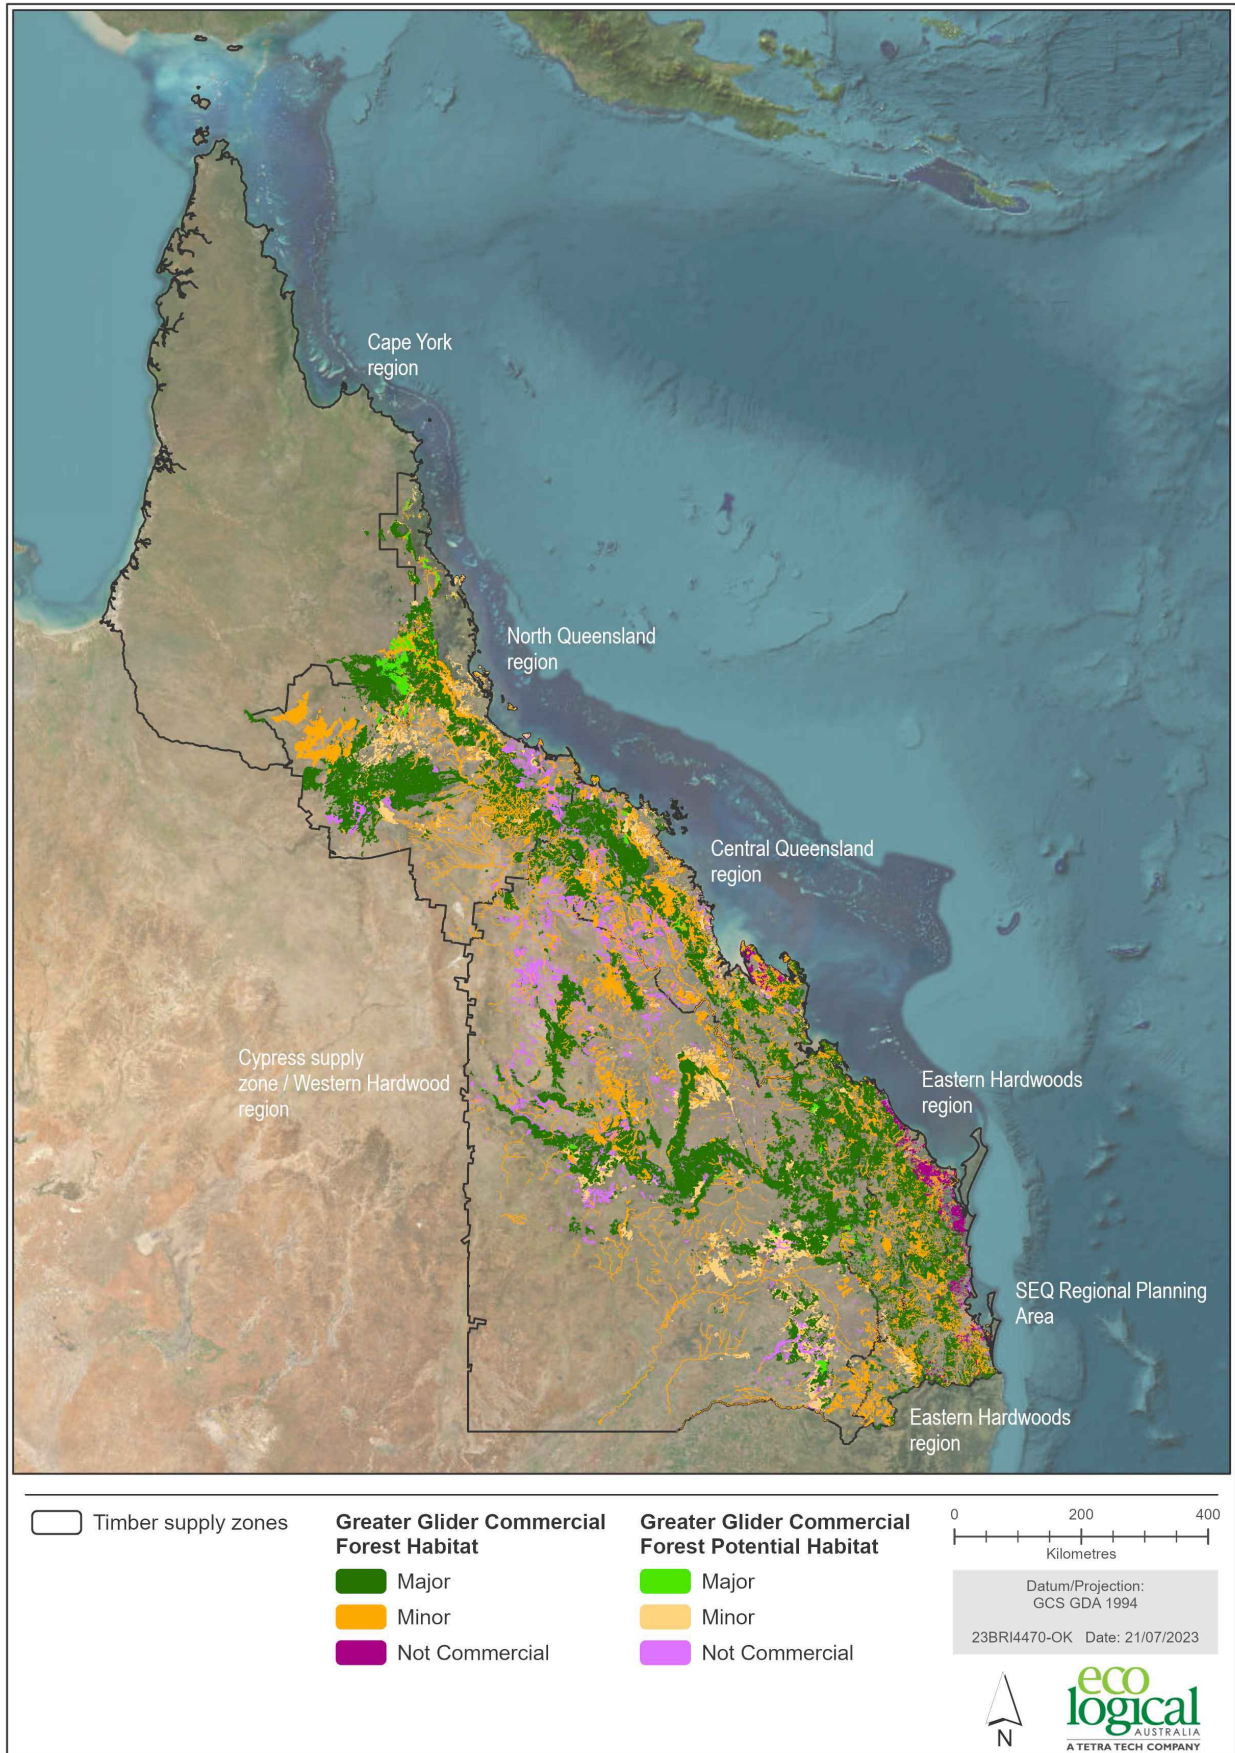 Cape York
region
North Queensland
region
Central Queensland
region
Cypress supply
zone / Western Hardwood
region
Eastern Hardwoods
region
SEQ Regional Planning
Area
Eastern Hardwoods
region
Timber supply zones
Greater Glider Commercial
Forest Habitat
Major
Minor
Not Commercial
Greater Glider Commercial
Forest Potential Habitat
Major
Minor
Not Commercial
0 200 400
Kilometres
Datum/Projection:
GCS GDA 1994
23BRI4470-OK Date: 21/07/2023
N
eco
logical
AUSTRALIA
A TETRA TECH COMPANY